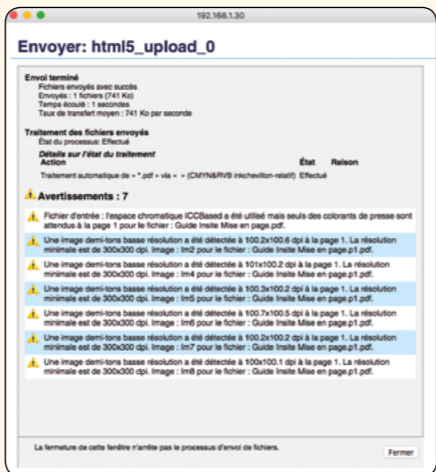 192.168.1.30
Envoyer: html5_upload_0
Envoi terminé
Fichiers envoyés avec succès
Envoyés : 1 fichiers (741 Ko)
Temps écoulé : 1 secondes
Taux de transfert moyen : 741 Ko par seconde
Traitement des fichiers envoyés
État du processus: Effectué
Détails sur l'état du traitement
Action État Raison
Traitement automatique de « *.pdf » via « » (CMYN&RVB inkchevillon-relatif) Effectué
Avertissements : 7
Fichier d'entrée : l'espace chromatique ICCBased a été utilisé mais seuls des colorants de presse sont
attendus à la page 1 pour le fichier : Guide Insite Mise en page.pdf.
Une image demi-tons basse résolution a été détectée à 100.2x100.6 dpi à la page 1. La résolution
minimale est de 300x300 dpi. Image : Im2 pour le fichier : Guide Insite Mise en page.p1.pdf.
Une image demi-tons basse résolution a été détectée à 101x100.2 dpi à la page 1. La résolution
minimale est de 300x300 dpi. Image : Im4 pour le fichier : Guide Insite Mise en page.p1.pdf.
Une image demi-tons basse résolution a été détectée à 100.3x100.2 dpi à la page 1. La résolution
minimale est de 300x300 dpi. Image : Im5 pour le fichier : Guide Insite Mise en page.p1.pdf.
Une image demi-tons basse résolution a été détectée à 100.7x100.5 dpi à la page 1. La résolution
minimale est de 300x300 dpi. Image : Im6 pour le fichier : Guide Insite Mise en page.p1.pdf.
Une image demi-tons basse résolution a été détectée à 100.2x100.2 dpi à la page 1. La résolution
minimale est de 300x300 dpi. Image : Im7 pour le fichier : Guide Insite Mise en page.p1.pdf.
Une image demi-tons basse résolution a été détectée à 100x100.1 dpi à la page 1. La résolution
minimale est de 300x300 dpi. Image : Im8 pour le fichier : Guide Insite Mise en page.p1.pdf.
La fermeture de cette fenêtre n'arrête pas le processus d'envoi de fichiers.
Fermer